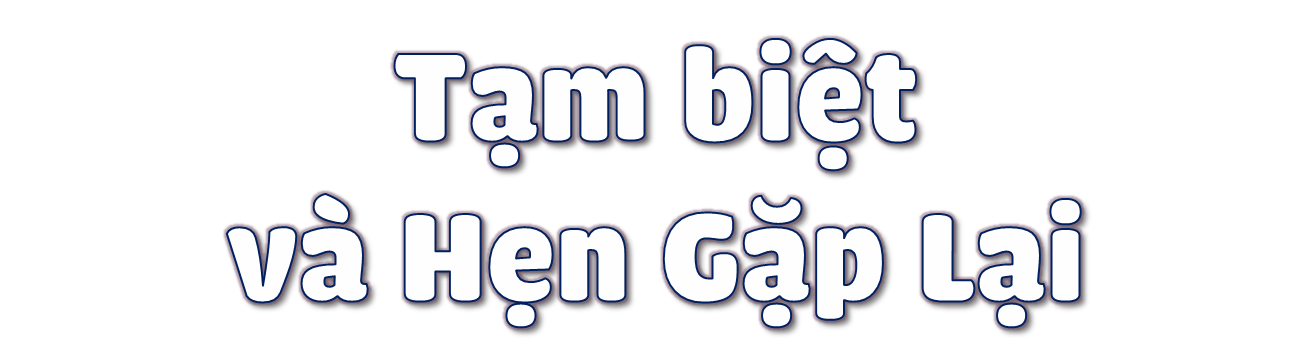 Tạm biệt
và Hẹn Gặp Lại